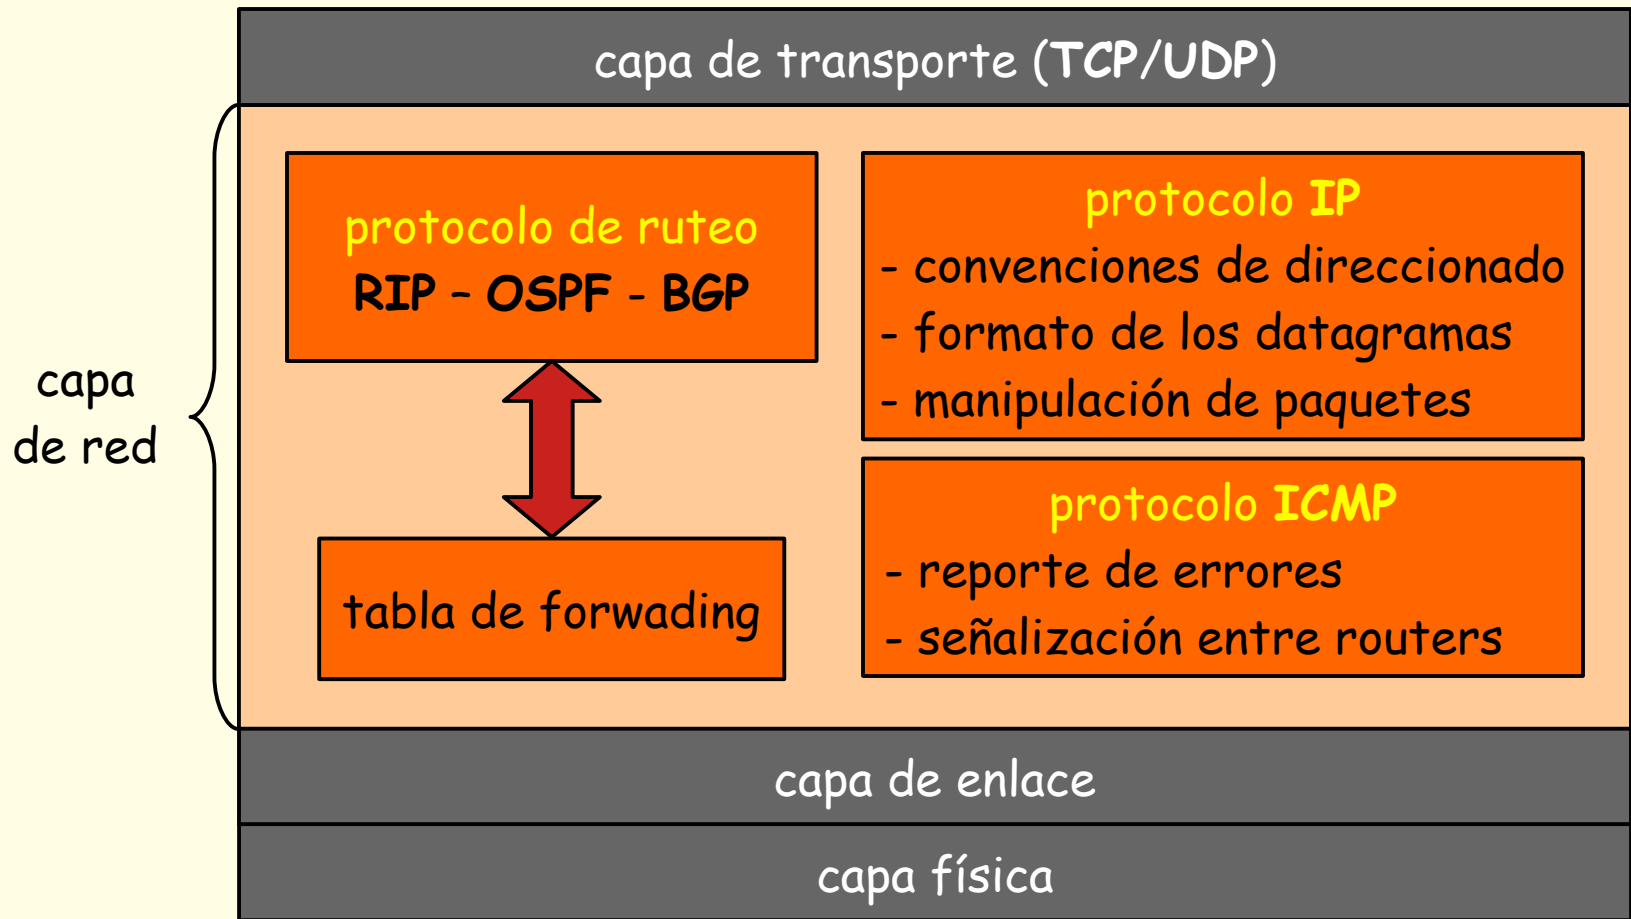 capa de transporte (TCP/UDP)
capa
de red
protocolo de ruteo
RIP – OSPF - BGP
tabla de forwading
protocolo IP
- convenciones de direccionado
- formato de los datagramas
- manipulación de paquetes
protocolo ICMP
- reporte de errores
- señalización entre routers
capa de enlace
capa física